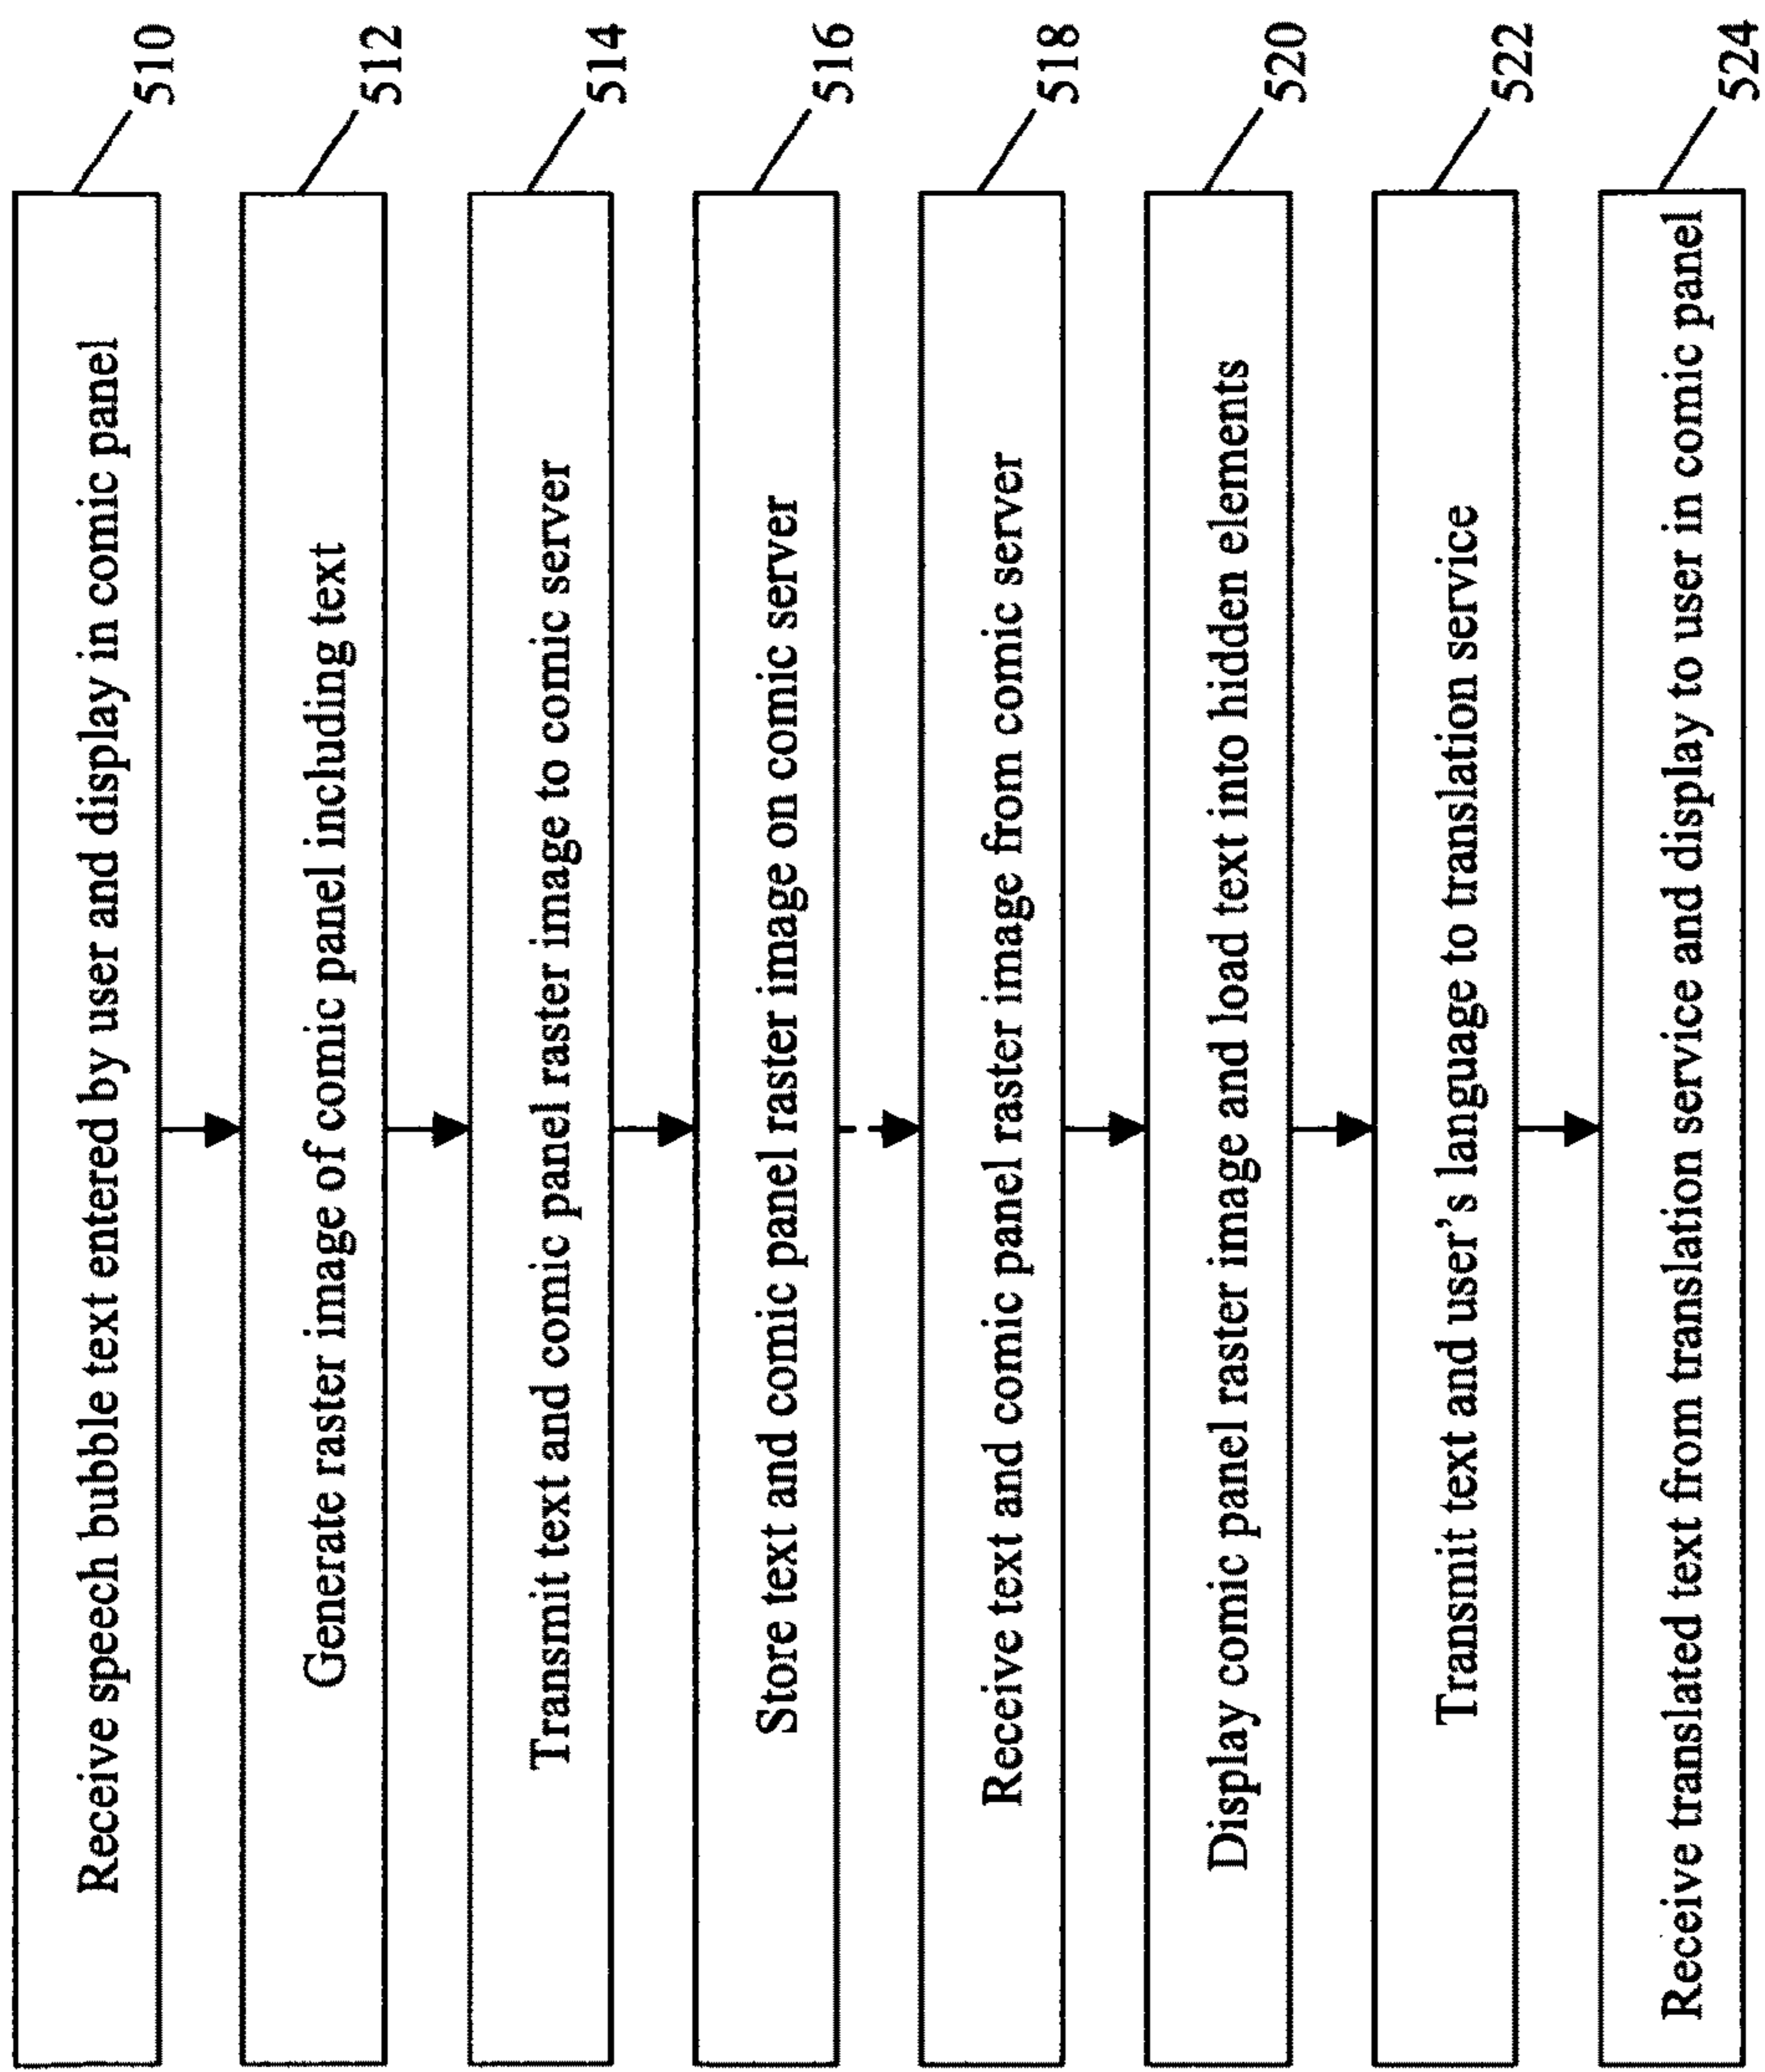 Receive speech bubble text entered by user and display in comic panel
510
Generate raster image of comic panel including text
512
Transmit text and comic panel raster image to comic server
514
Store text and comic panel raster image on comic server
516
Receive text and comic panel raster image from comic server
518
Display comic panel raster image and load text into hidden elements
520
Transmit text and user's language to translation service
522
Receive translated text from translation service and display to user in comic panel
524